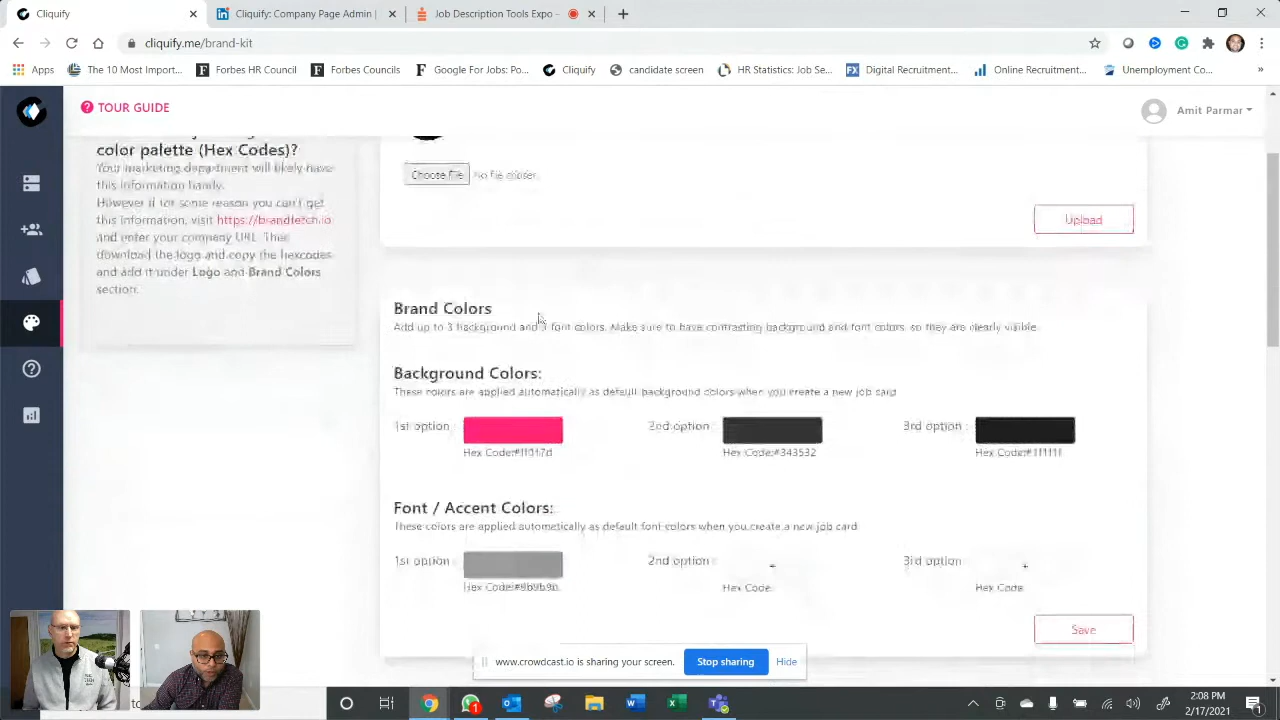 Cliquify
Cliquify: Company Page Admin |
Job Description Tools Expo -
cliquify.me/brand-kit
Apps
The 10 Most Import...
Forbes HR Council
Forbes Councils
Google For Jobs, o...
Cliquify
candidate screen
HR Statistics: Job Se...
Digital Recruitment...
Online Recruitment...
Unemployment Co...
»
TOUR GUIDE
Amit Parmar
color palette (Hex Codes)?
Your marketing department will likely have
this information handy.
However if for some reason you can't get
this information, visit https://brandfetch.io
and enter your company URL. Then
download the logo and copy the hexcodes
and add it under Logo and Brand Colors
section.
Choose file No file chosen
Upload
Brand Colors
Add up to 3 background and 3 font colors. Make sure to have contrasting background and font colors, so they are clearly visible
Background Colors:
These colors are applied automatically as default background colors when you create a new job card
1st option
2nd option
3rd option :
Hex Code:#ff217d
Hex Code:#343532
Hex Code:#1f1f1f
Font / Accent Colors:
These colors are applied automatically as default font colors when you create a new job card
1st option
2nd option
3rd option
+
+
Hex Code:
Hex Code:
Hex Code:
Save
www.crowdcast.io is sharing your screen.
Stop sharing
Hide
2:08 PM
2/17/2021